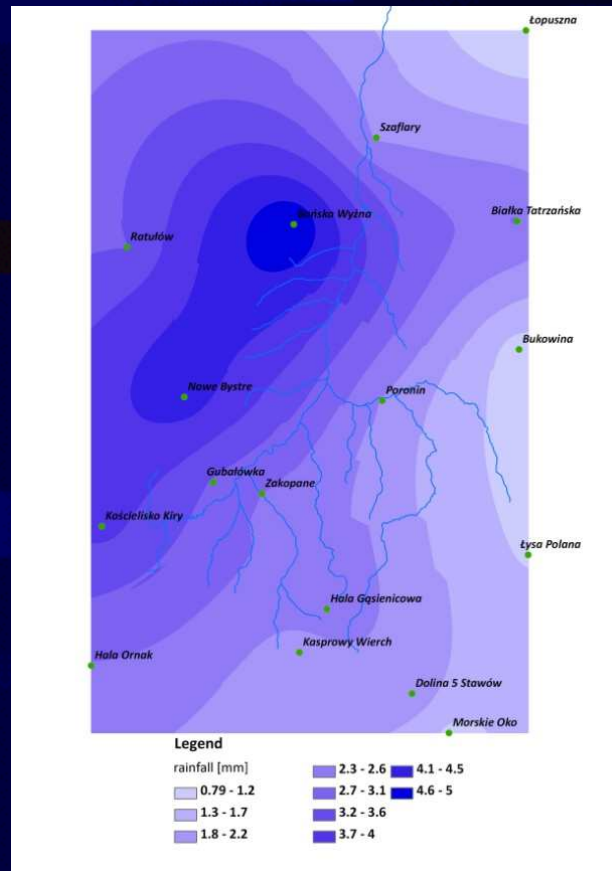 Łopuszna
Szaflary
Białka Tatrzańska
Bańska Wyżna
Ratułów
Bukowina
Nowe Bystre
Poronin
Gubałówka
Zakopane
Kościelisko Kiry
Łysa Polana
Hala Gąsienicowa
Kasprowy Wierch
Hala Ornak
Dolina 5 Stawów
Morskie Oko
Legend
rainfall [mm]
0.79 - 1.2
1.3 - 1.7
1.8 - 2.2
2.3 - 2.6
2.7 - 3.1
3.2 - 3.6
3.7 - 4
4.1 - 4.5
4.6 - 5